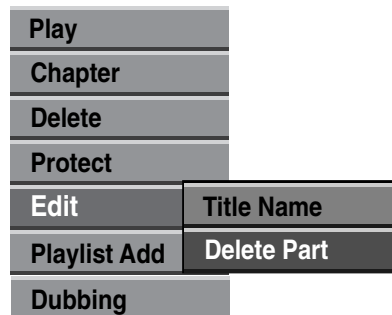 Play
Chapter
Delete
Protect
Edit
Title Name
Playlist Add
Delete Part
Dubbing